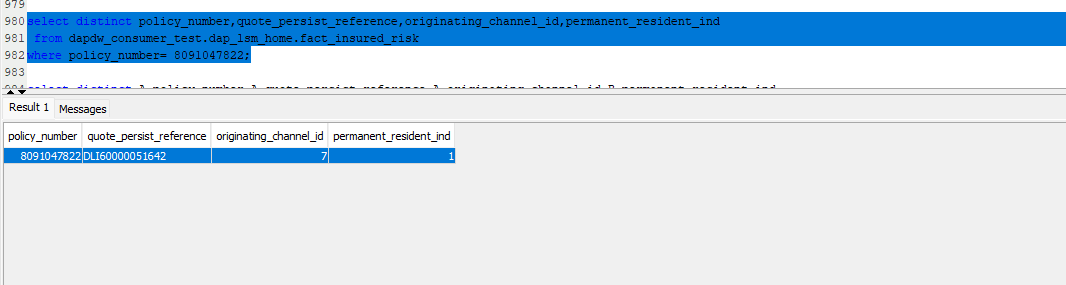 979
980 select distinct policy_number,quote_persist_reference,originating_channel_id,permanent_resident_ind
981 from dapdw_consumer_test.dap_lsm_home.fact_insured_risk
982 where policy_number= 8091047822;
983
Result 1 Messages
policy_number quote_persist_reference originating_channel_id permanent_resident_ind
8091047822 DLI60000051642 7 1